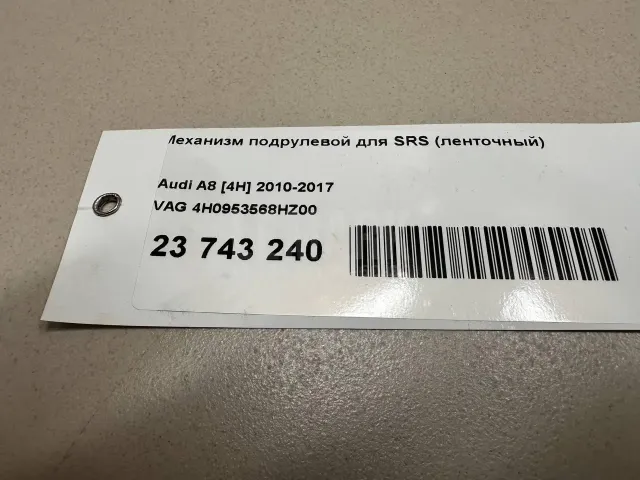 Механизм подрулевой для SRS (ленточный)
Audi A8 [4H] 2010-2017
VAG 4H0953568HZ00
23 743 240